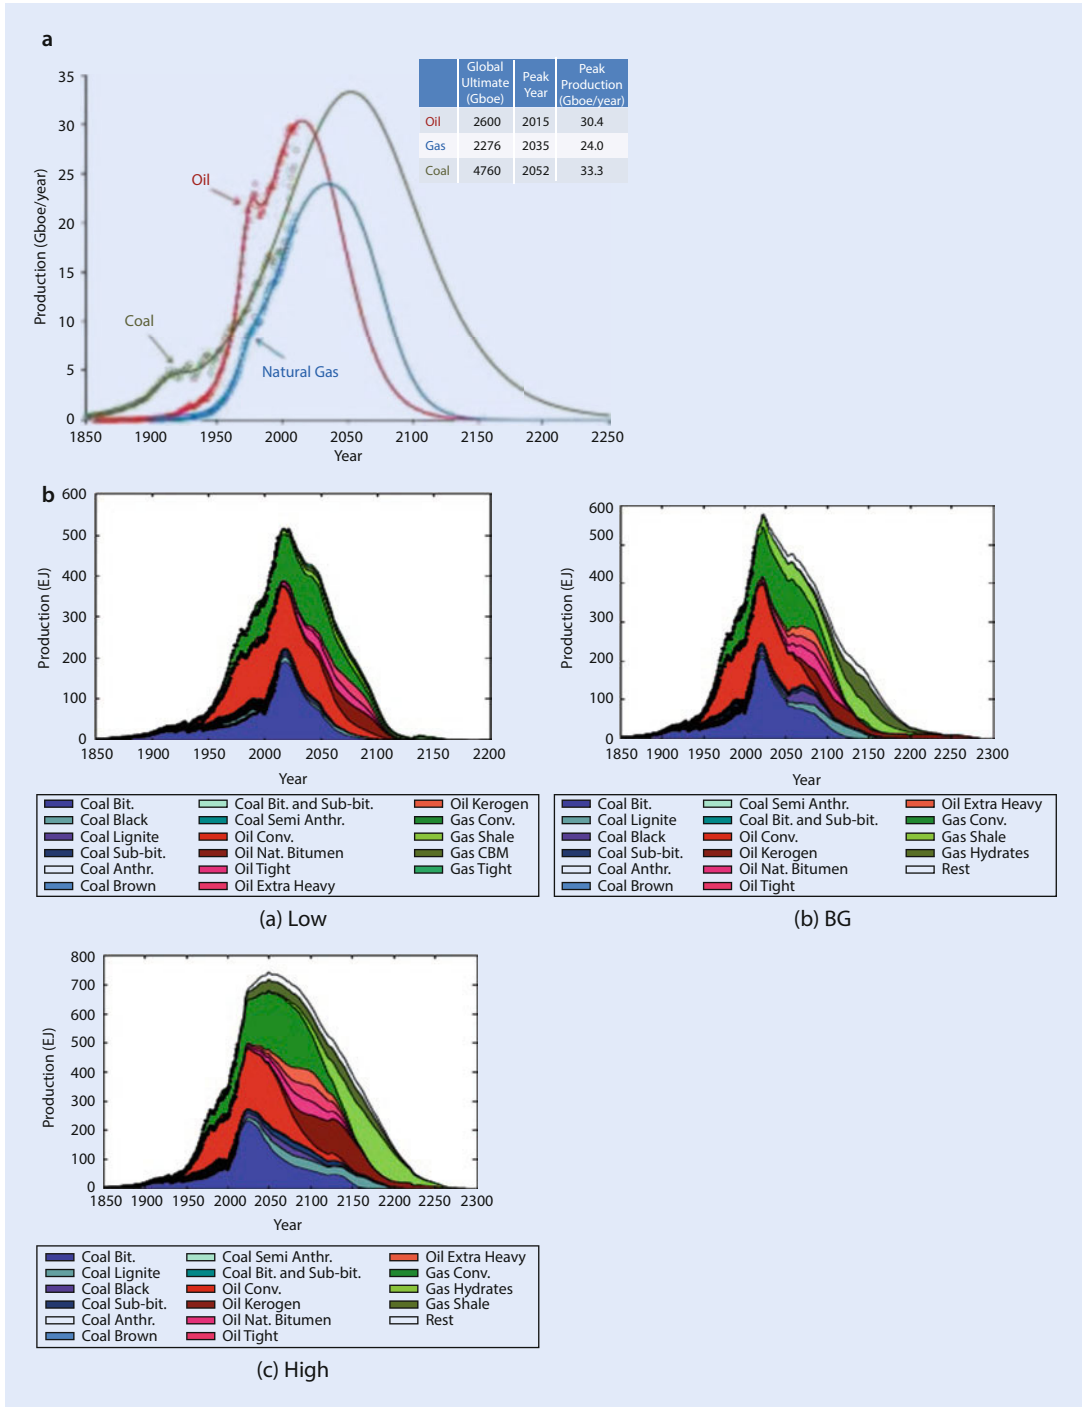 a
Global Ultimate (Gboe) Peak Year Peak Production (Gboe/year)
Oil 2600 2015 30.4
Gas 2276 2035 24.0
Coal 4760 2052 33.3
Production (Gboe/year)
35
30
25
20
15
10
5
0
Oil
Coal
Natural Gas
1850 1900 1950 2000 2050 2100 2150 2200 2250
Year
b
Production (EJ)
600
500
400
300
200
100
0
1850 1900 1950 2000 2050 2100 2150 2200
Year
Coal Bit. Coal Bit. and Sub-bit. Oil Kerogen
Coal Black Coal Semi Anthr. Gas Conv.
Coal Lignite Oil Conv. Gas Shale
Coal Sub-bit. Oil Nat. Bitumen Gas CBM
Coal Anthr. Oil Tight Gas Tight
Coal Brown Oil Extra Heavy
(a) Low
Production (EJ)
600
500
400
300
200
100
0
1850 1900 1950 2000 2050 2100 2150 2200 2250 2300
Year
Coal Bit. Coal Semi Anthr. Oil Extra Heavy
Coal Lignite Coal Bit. and Sub-bit. Gas Conv.
Coal Black Oil Conv. Gas Shale
Coal Sub-bit. Oil Kerogen Gas Hydrates
Coal Anthr. Oil Nat. Bitumen Rest
Coal Brown Oil Tight
(b) BG
Production (EJ)
800
700
600
500
400
300
200
100
0
1850 1900 1950 2000 2050 2100 2150 2200 2250 2300
Year
Coal Bit. Coal Semi Anthr. Oil Extra Heavy
Coal Lignite Coal Bit. and Sub-bit. Gas Conv.
Coal Black Oil Conv. Gas Hydrates
Coal Sub-bit. Oil Kerogen Gas Shale
Coal Anthr. Oil Nat. Bitumen Rest
Coal Brown Oil Tight
(c) High